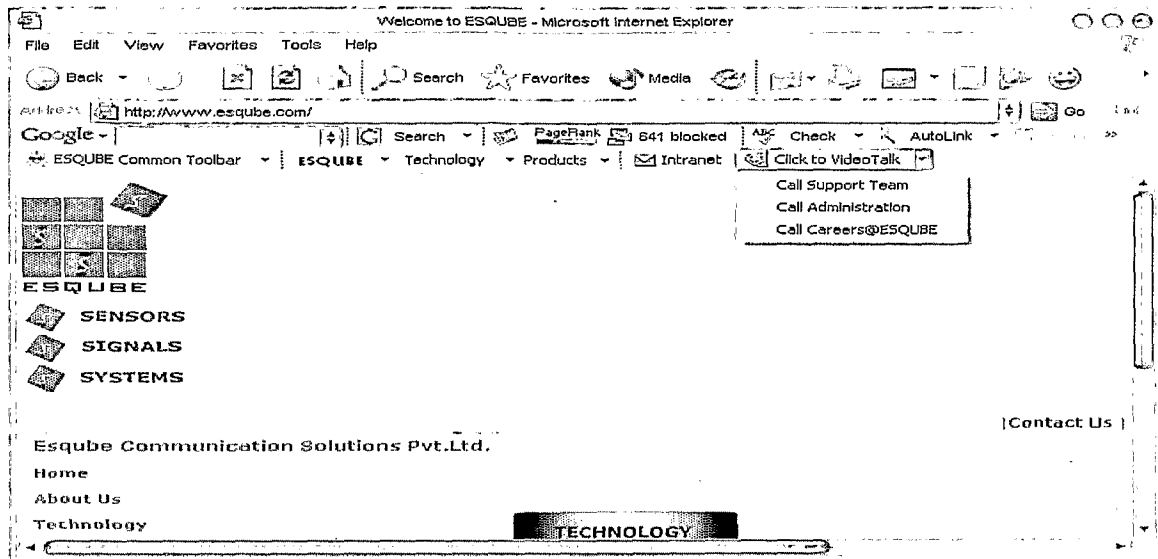 Welcome to ESQUBE - Microsoft Internet Explorer
File Edit View Favorites Tools Help
Back Search Favorites Media
Address http://www.esqube.com/ Go
Google Search PageRank 641 blocked ABC Check AutoLink »
ESQUBE Common Toolbar ESQUBE Technology Products Intranet Click to VideoTalk
Call Support Team
Call Administration
Call Careers@ESQUBE
ESQUBE
SENSORS
SIGNALS
SYSTEMS
|Contact Us |
Esqube Communication Solutions Pvt.Ltd.
Home
About Us
Technology
TECHNOLOGY